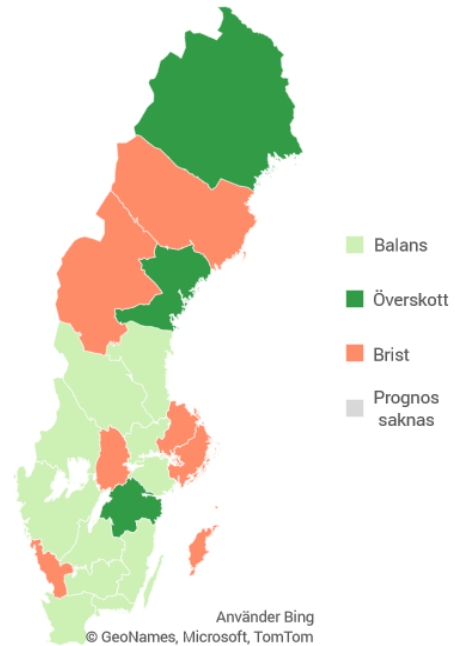 Balans
Överskott
Brist
Prognos
saknas
Använder Bing
© GeoNames, Microsoft, TomTom